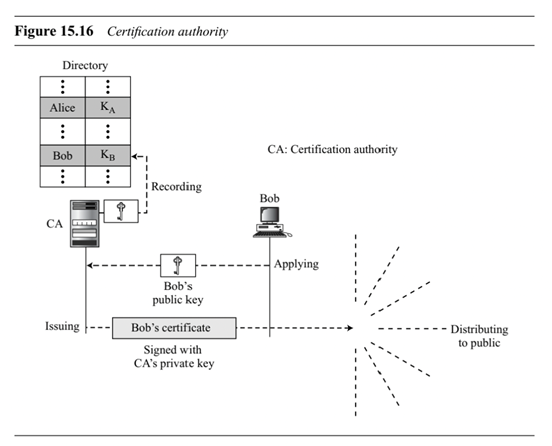 Figure 15.16 Certification authority
Directory
Alice K_A
Bob K_B
CA: Certification authority
Recording
Bob
CA
Applying
Bob's
public key
Issuing
Bob's certificate
Distributing
to public
Signed with
CA's private key